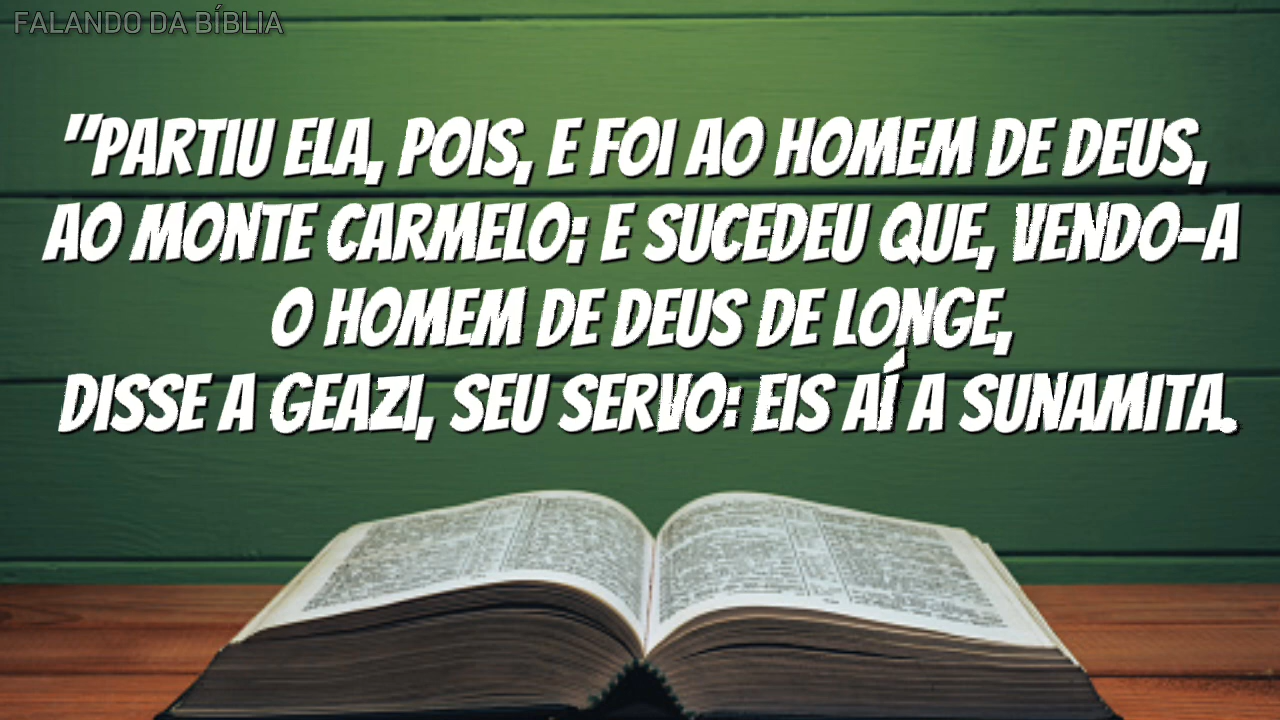 FALANDO DA BÍBLIA
"PARTIU ELA, POIS, E FOI AO HOMEM DE DEUS,
AO MONTE CARMELO; E SUCEDEU QUE, VENDO-A
O HOMEM DE DEUS DE LONGE,
DISSE A GEAZI, SEU SERVO: EIS AÍ A SUNAMITA.